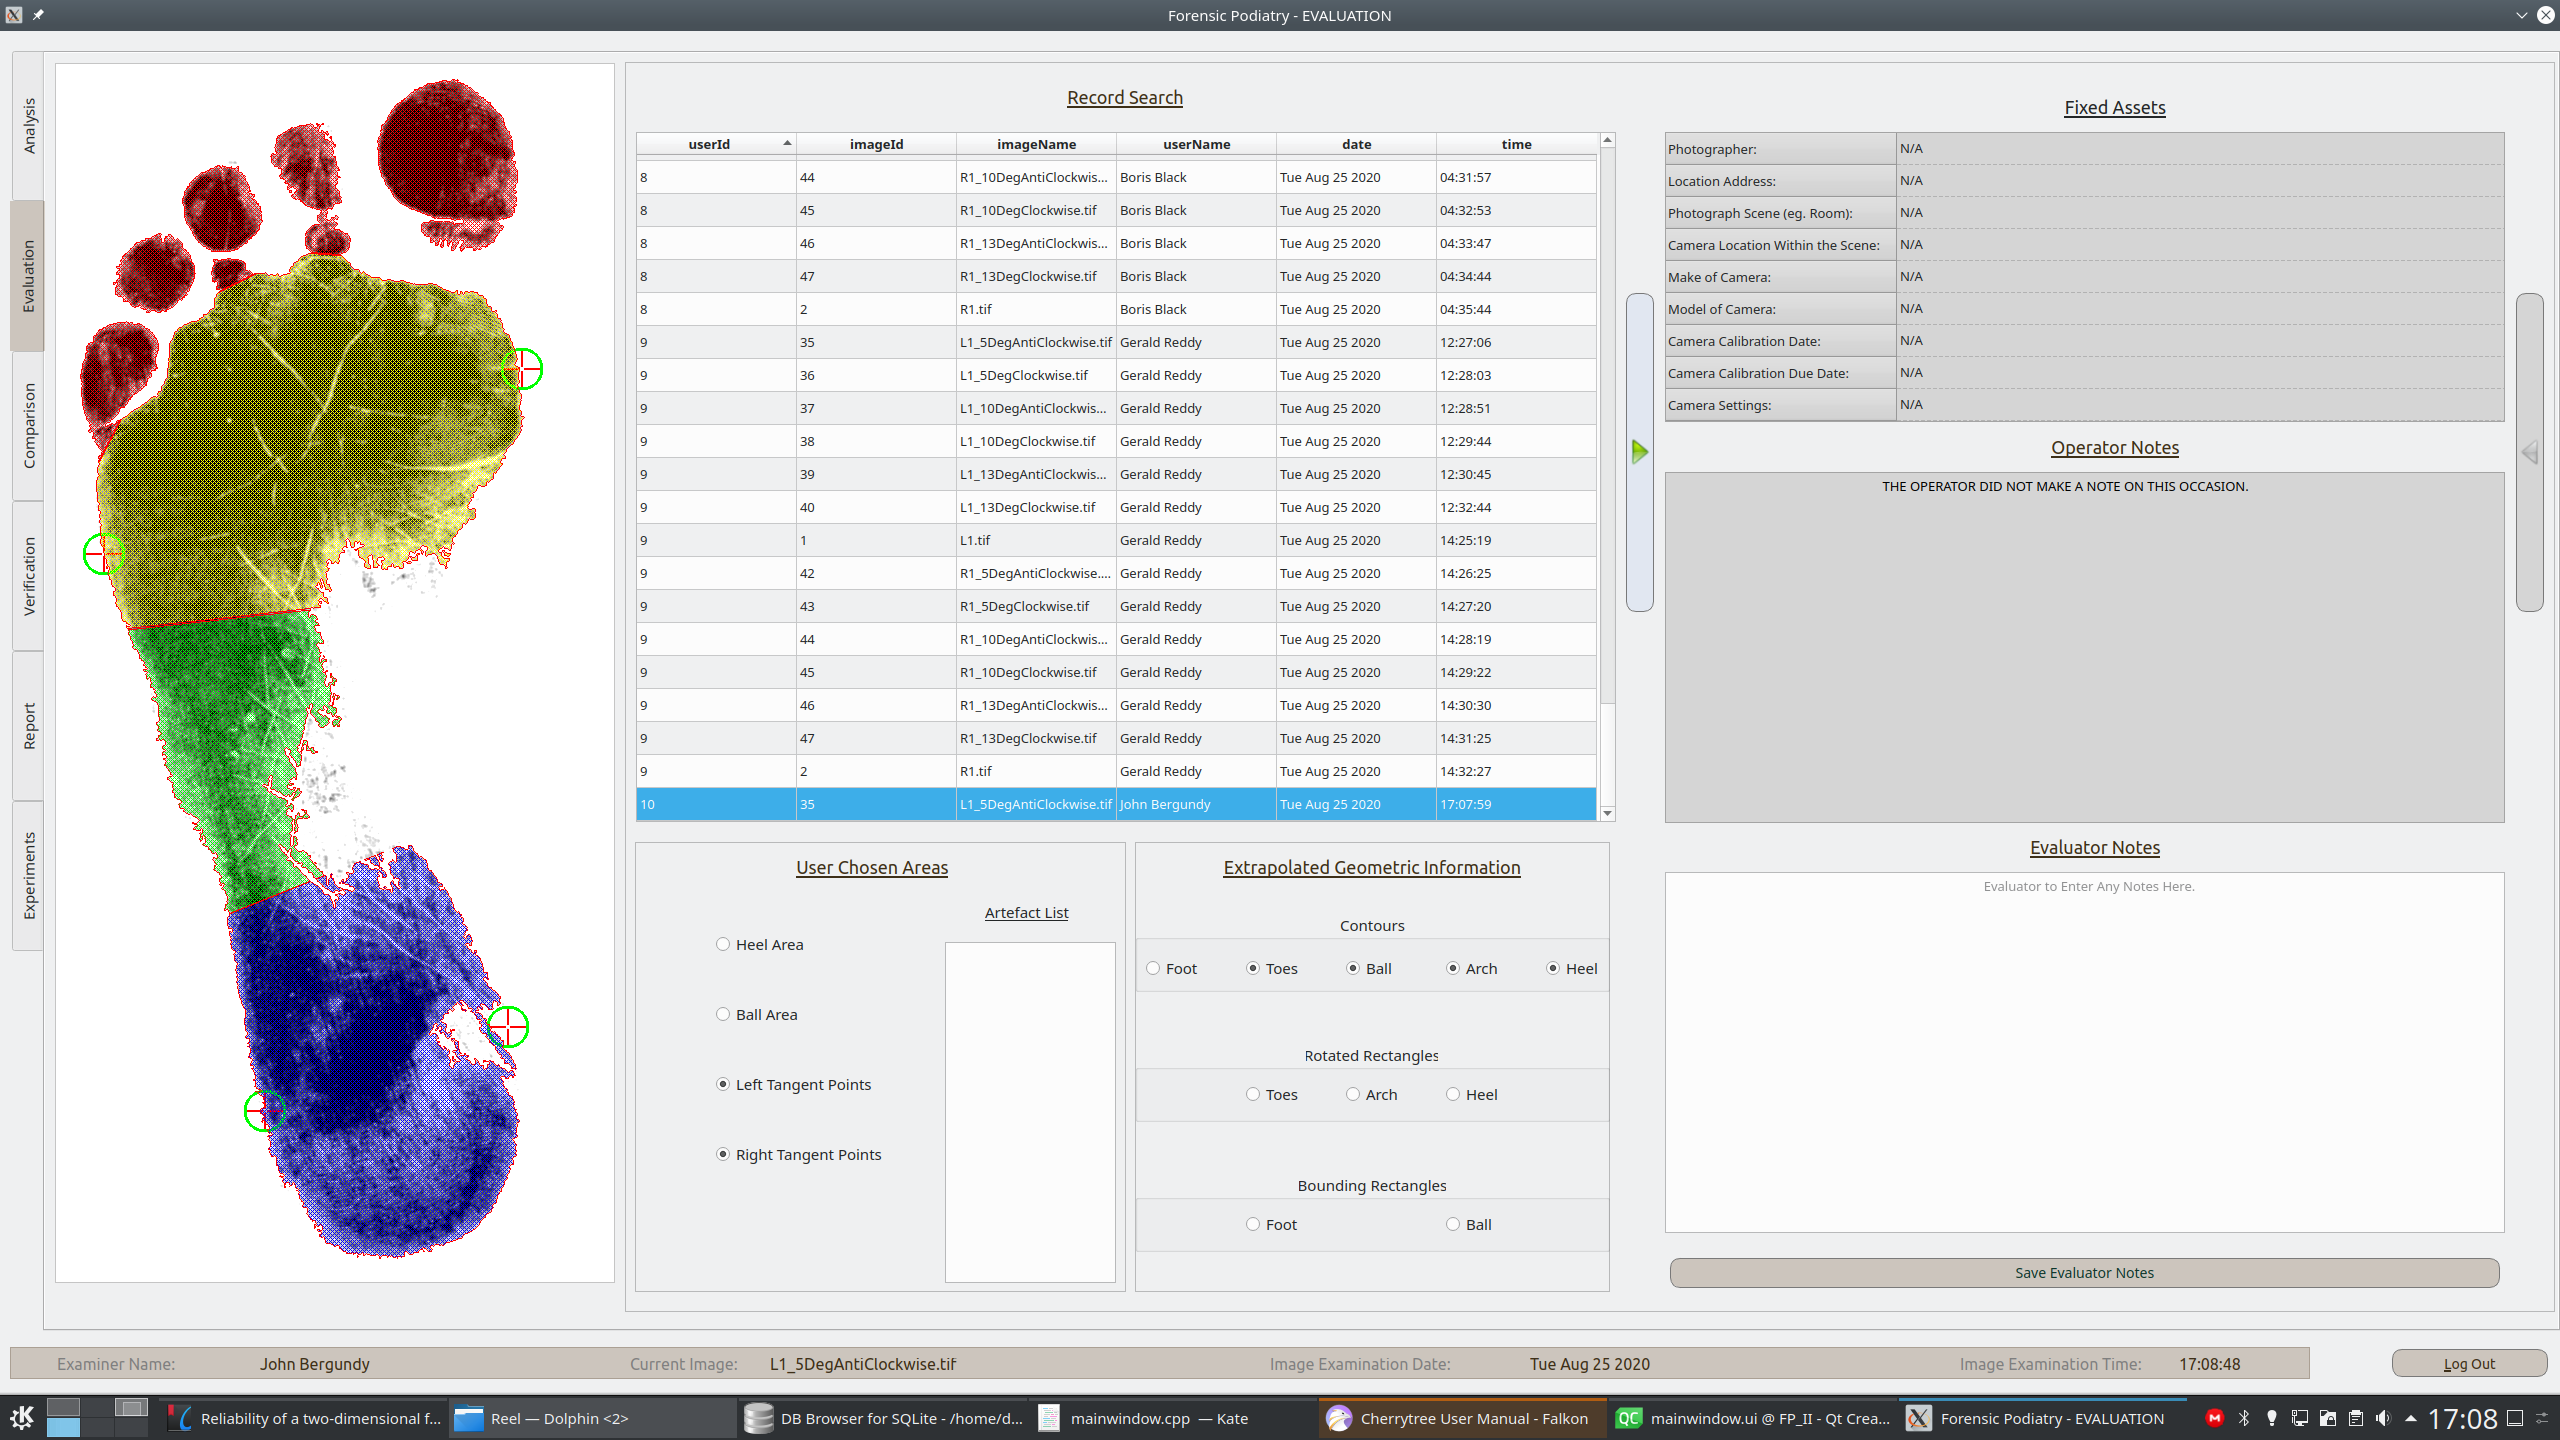 Forensic Podiatry - EVALUATION
Analysis
Evaluation
Comparison
Verification
Report
Experiments
Record Search
userId imageId imageName userName date time
8 44 R1_10DegAntiClockwis... Boris Black Tue Aug 25 2020 04:31:57
8 45 R1_10DegClockwise.tif Boris Black Tue Aug 25 2020 04:32:53
8 46 R1_13DegAntiClockwis... Boris Black Tue Aug 25 2020 04:33:47
8 47 R1_13DegClockwise.tif Boris Black Tue Aug 25 2020 04:34:44
8 2 R1.tif Boris Black Tue Aug 25 2020 04:35:44
9 35 L1_5DegAntiClockwise.tif Gerald Reddy Tue Aug 25 2020 12:27:06
9 36 L1_5DegClockwise.tif Gerald Reddy Tue Aug 25 2020 12:28:03
9 37 L1_10DegAntiClockwis... Gerald Reddy Tue Aug 25 2020 12:28:51
9 38 L1_10DegClockwise.tif Gerald Reddy Tue Aug 25 2020 12:29:44
9 39 L1_13DegAntiClockwis... Gerald Reddy Tue Aug 25 2020 12:30:45
9 40 L1_13DegClockwise.tif Gerald Reddy Tue Aug 25 2020 12:32:44
9 1 L1.tif Gerald Reddy Tue Aug 25 2020 14:25:19
9 42 R1_5DegAntiClockwise.... Gerald Reddy Tue Aug 25 2020 14:26:25
9 43 R1_5DegClockwise.tif Gerald Reddy Tue Aug 25 2020 14:27:20
9 44 R1_10DegAntiClockwis... Gerald Reddy Tue Aug 25 2020 14:28:19
9 45 R1_10DegClockwise.tif Gerald Reddy Tue Aug 25 2020 14:29:22
9 46 R1_13DegAntiClockwis... Gerald Reddy Tue Aug 25 2020 14:30:30
9 47 R1_13DegClockwise.tif Gerald Reddy Tue Aug 25 2020 14:31:25
9 2 R1.tif Gerald Reddy Tue Aug 25 2020 14:32:27
10 35 L1_5DegAntiClockwise.tif John Bergundy Tue Aug 25 2020 17:07:59
User Chosen Areas
Artefact List
Heel Area
Ball Area
Left Tangent Points
Right Tangent Points
Extrapolated Geometric Information
Contours
Foot Toes Ball Arch Heel
Rotated Rectangles
Toes Arch Heel
Bounding Rectangles
Foot Ball
Fixed Assets
Photographer: N/A
Location Address: N/A
Photograph Scene (eg. Room): N/A
Camera Location Within the Scene: N/A
Make of Camera: N/A
Model of Camera: N/A
Camera Calibration Date: N/A
Camera Calibration Due Date: N/A
Camera Settings: N/A
Operator Notes
THE OPERATOR DID NOT MAKE A NOTE ON THIS OCCASION.
Evaluator Notes
Evaluator to Enter Any Notes Here.
Save Evaluator Notes
Examiner Name: John Bergundy Current Image: L1_5DegAntiClockwise.tif Image Examination Date: Tue Aug 25 2020 Image Examination Time: 17:08:48 Log Out
Reliability of a two-dimensional f... Reel — Dolphin <2> DB Browser for SQLite - /home/d... mainwindow.cpp — Kate Cherrytree User Manual - Falkon QC mainwindow.ui @ FP_II - Qt Crea... Forensic Podiatry - EVALUATION M 17:08